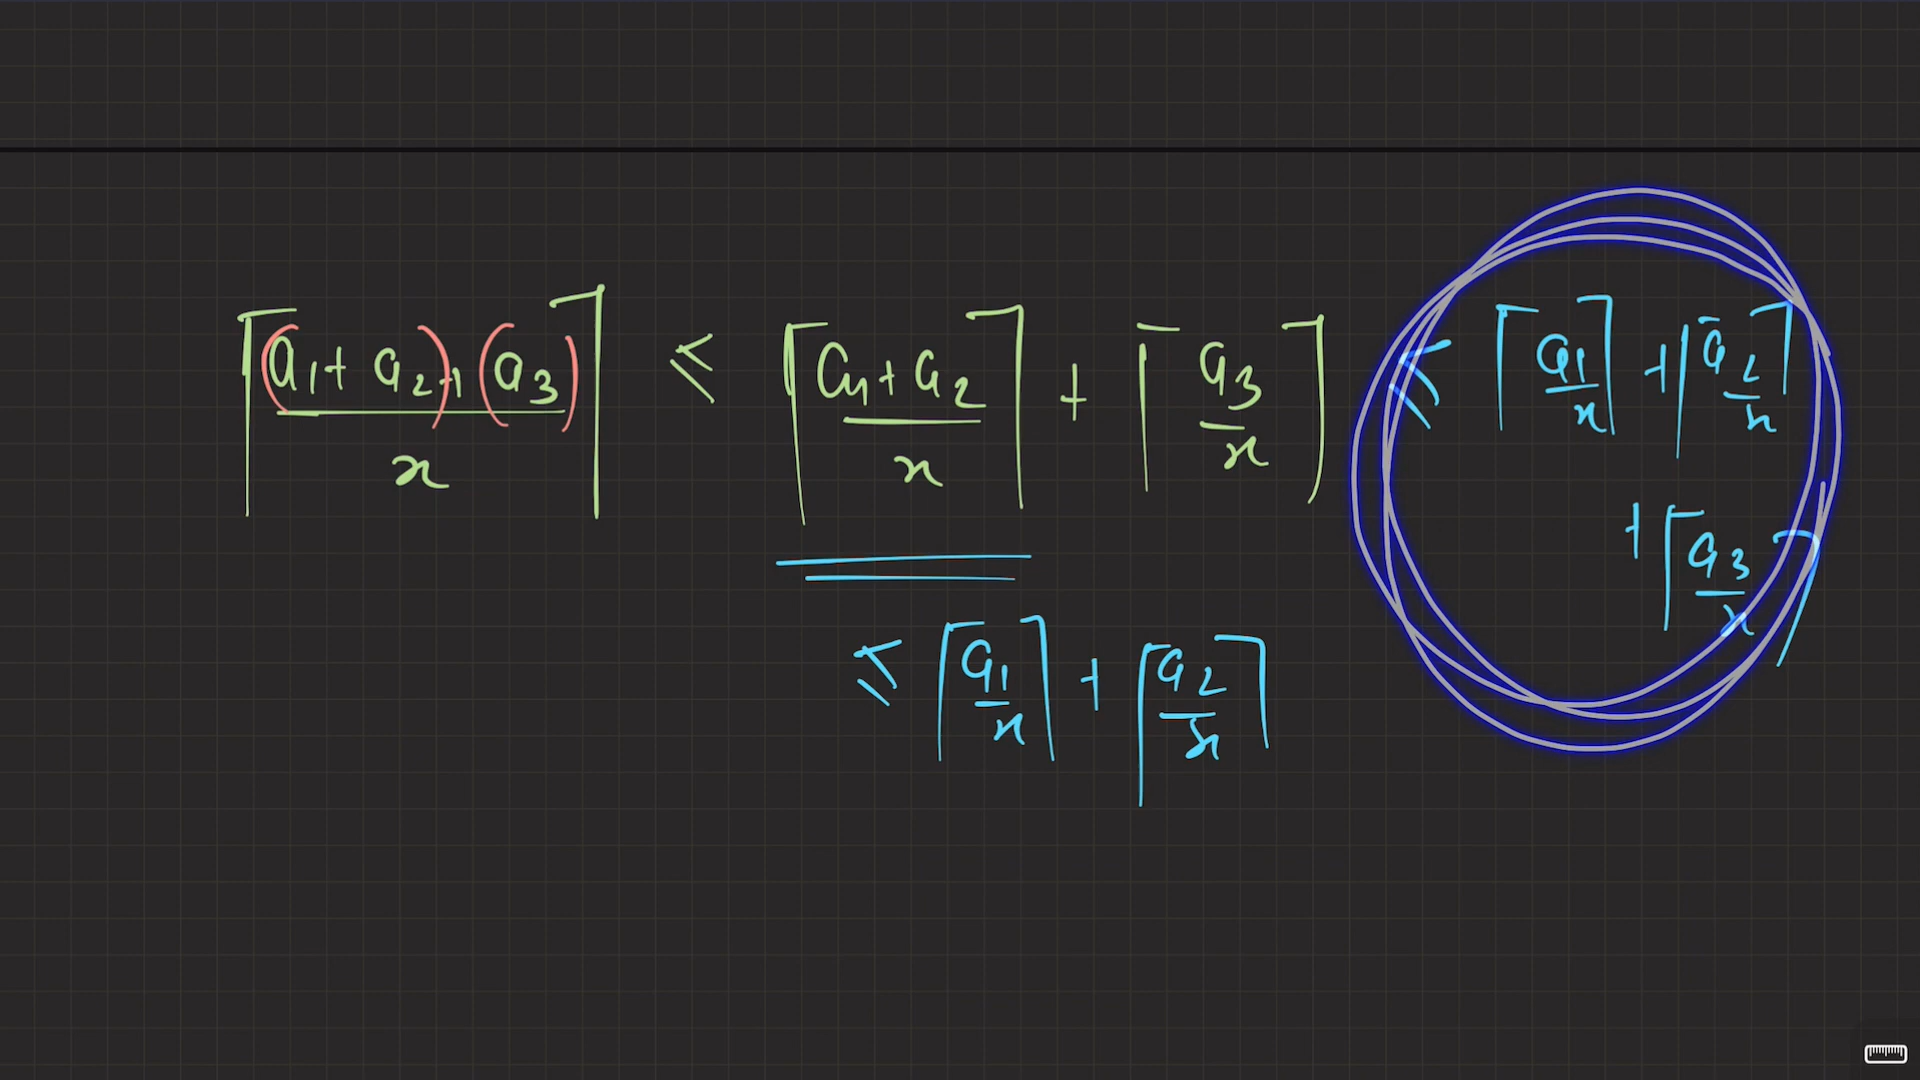 ⌈((a₁ + a₂) + (a₃))/x⌉ ≤ ⌈(a₁ + a₂)/x⌉ + ⌈a₃/x⌉ ≤ ⌈a₁/x⌉ + ⌈a₂/x⌉
+ ⌈a₃/x⌉
≤ ⌈a₁/x⌉ + ⌈a₂/x⌉